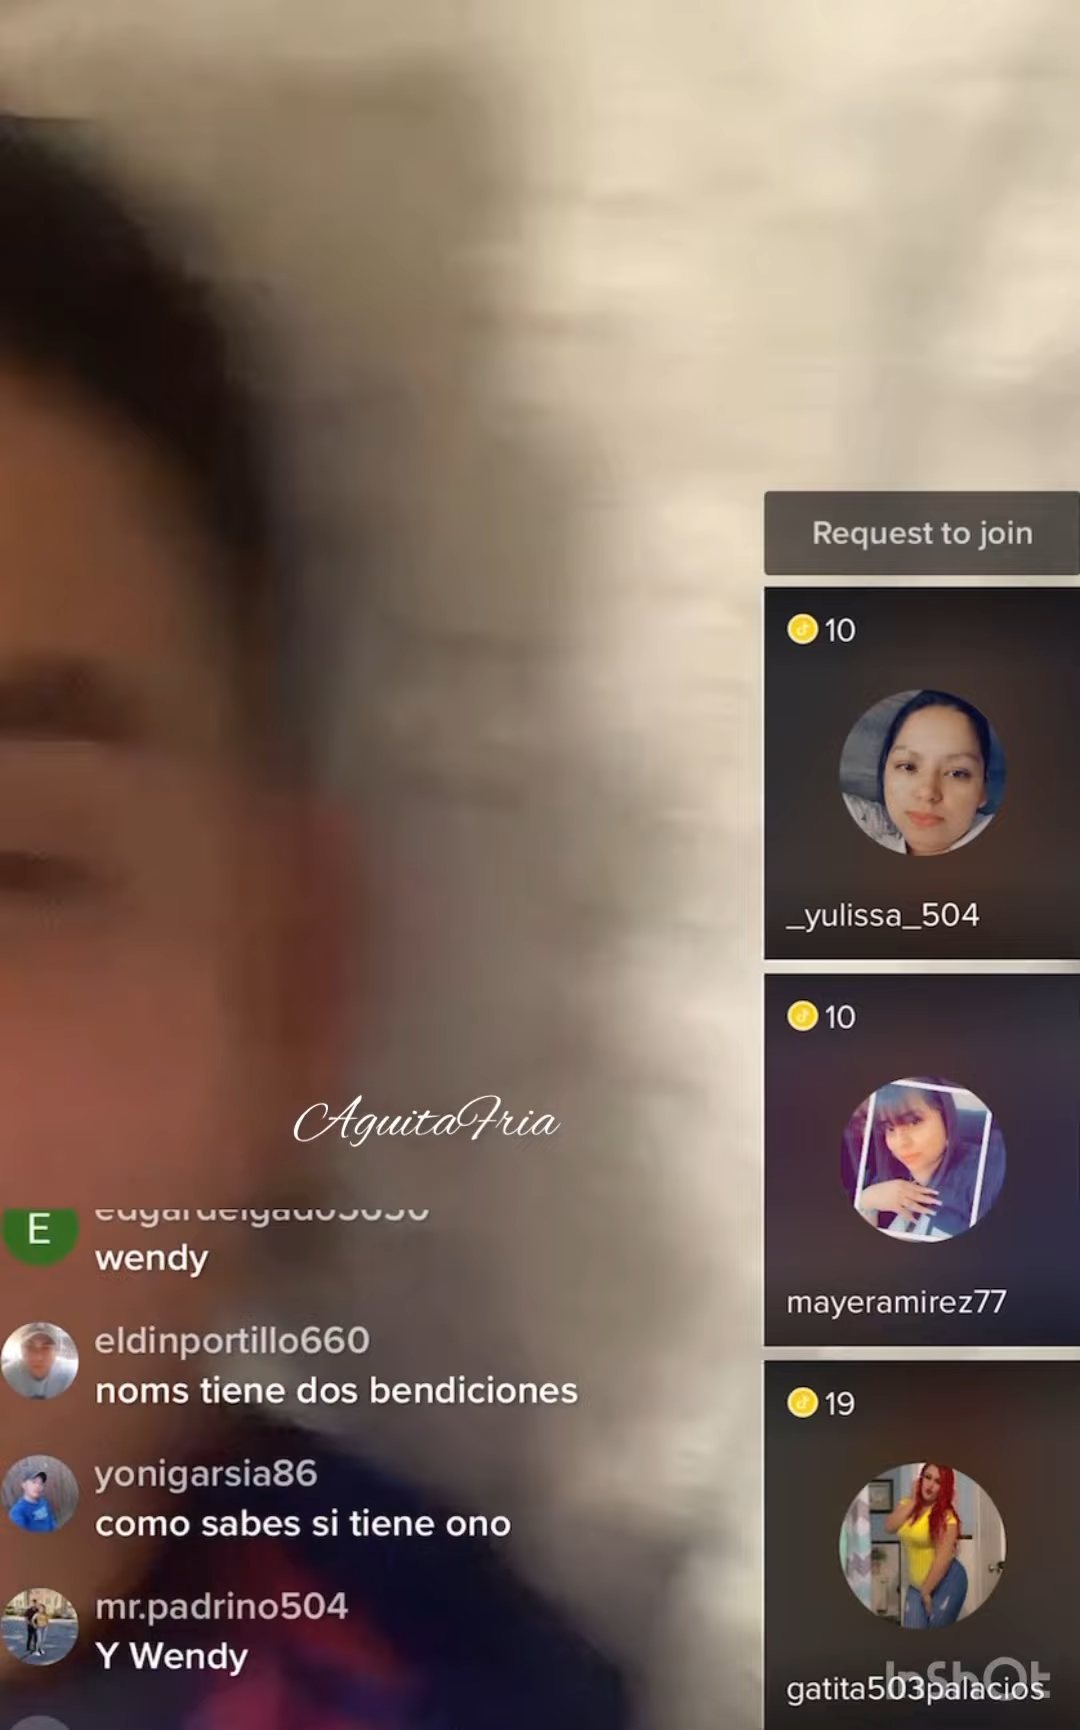 Request to join
10
_yulissa_504
10
mayeramirez77
19
gatita503palacios
InShOt
AguitaFria
E
wendy
eldinportillo660
noms tiene dos bendiciones
yonigarsia86
como sabes si tiene ono
mr.padrino504
Y Wendy